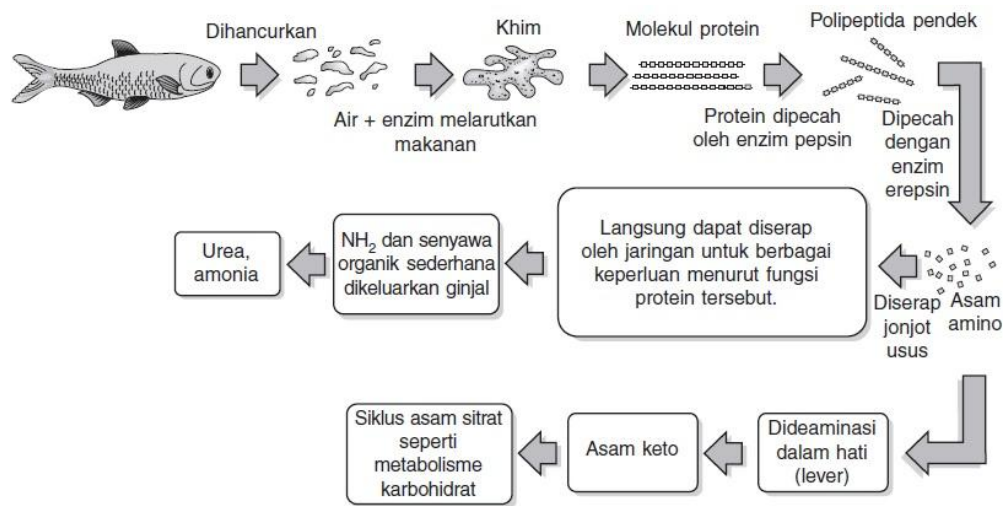 Dihancurkan
Air + enzim melarutkan
makanan
Khim
Molekul protein
Protein dipecah
oleh enzim pepsin
Polipeptida pendek
Dipecah
dengan
enzim
erepsin
Asam
amino
Diserap
jonjot
usus
Langsung dapat diserap
oleh jaringan untuk berbagai
keperluan menurut fungsi
protein tersebut.
NH₂ dan senyawa
organik sederhana
dikeluarkan ginjal
Urea,
amonia
Dideaminasi
dalam hati
(lever)
Asam keto
Siklus asam sitrat
seperti
metabolisme
karbohidrat